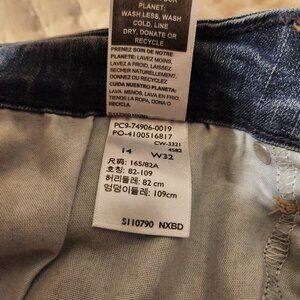 PLANET:
WASH LESS, WASH
COLD, LINE
DRY, DONATE OR
RECYCLE
PRENEZ SOIN DE NOTRE
PLANÈTE: LAVEZ MOINS,
LAVEZ À FROID, LAISSEZ
SÉCHER NATURELLEMENT,
DONNEZ OU RECYCLEZ.
CUIDA NUESTRO PLANETA:
LAVA MENOS, LAVA EN FRÍO,
TIENDE LA ROPA, DONA O
RECICLA.
PC9-74906-0019
PO-4100516817
CW-3321
4582
14 W32
尺码: 165/82A
호칭: 82-109
허리둘레: 82 cm
엉덩이둘레: 109cm
S110790 NXBD